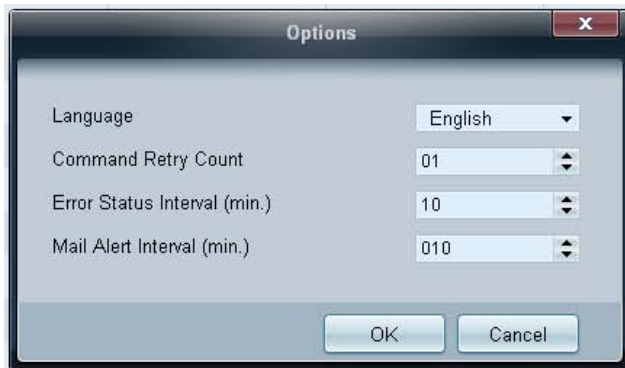 Options
x
Language English
Command Retry Count 01
Error Status Interval (min.) 10
Mail Alert Interval (min.) 010
OK Cancel